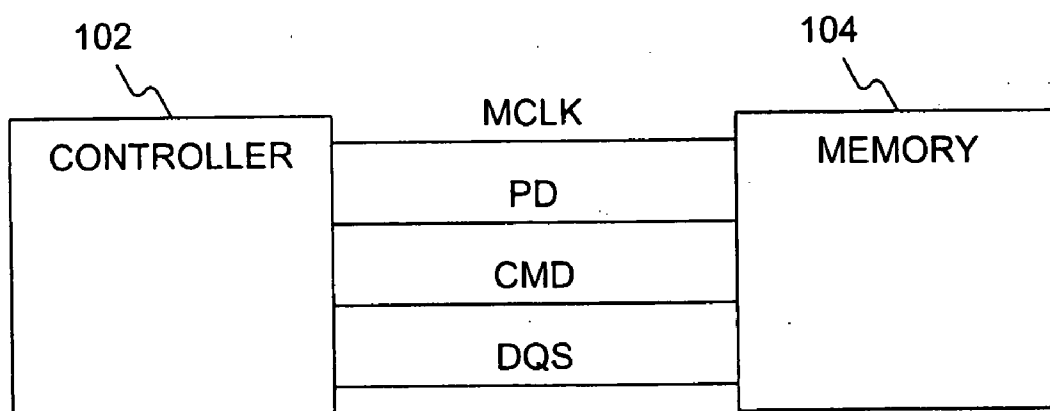 102
104
MCLK
CONTROLLER
MEMORY
PD
CMD
DQS